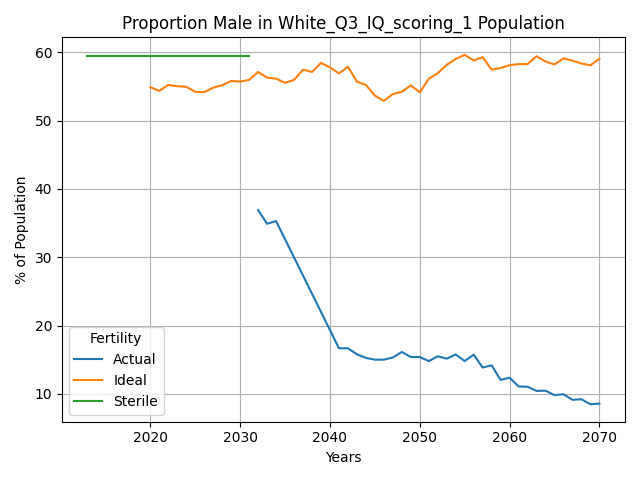 Proportion Male in White_Q3_IQ_scoring_1 Population
% of Population
60
50
40
30
20
10
Fertility
Actual
Ideal
Sterile
2020
2030
2040
2050
2060
2070
Years